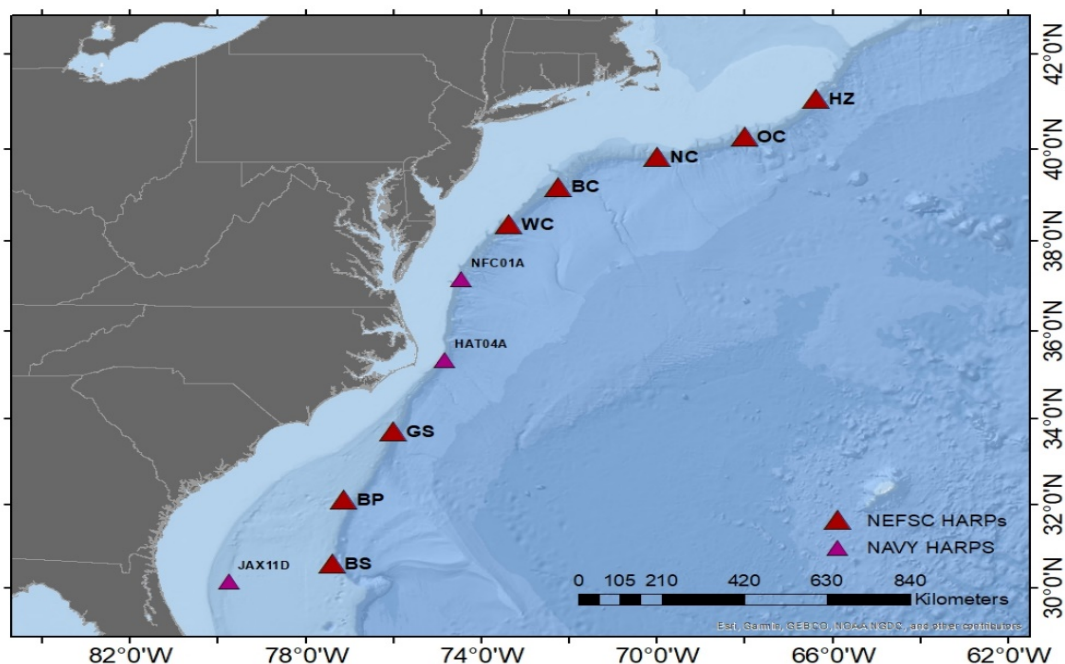 HZ
OC
NC
BC
WC
NFC01A
HAT04A
GS
BP
BS
JAX11D
NEFSC HARPs
NAVY HARPS
0 105 210 420 630 840
Kilometers
Esri, Garmin, GEBCO, NOAA NGDC, and other contributors
42°0'N
40°0'N
38°0'N
36°0'N
34°0'N
32°0'N
30°0'N
82°0'W 78°0'W 74°0'W 70°0'W 66°0'W 62°0'W